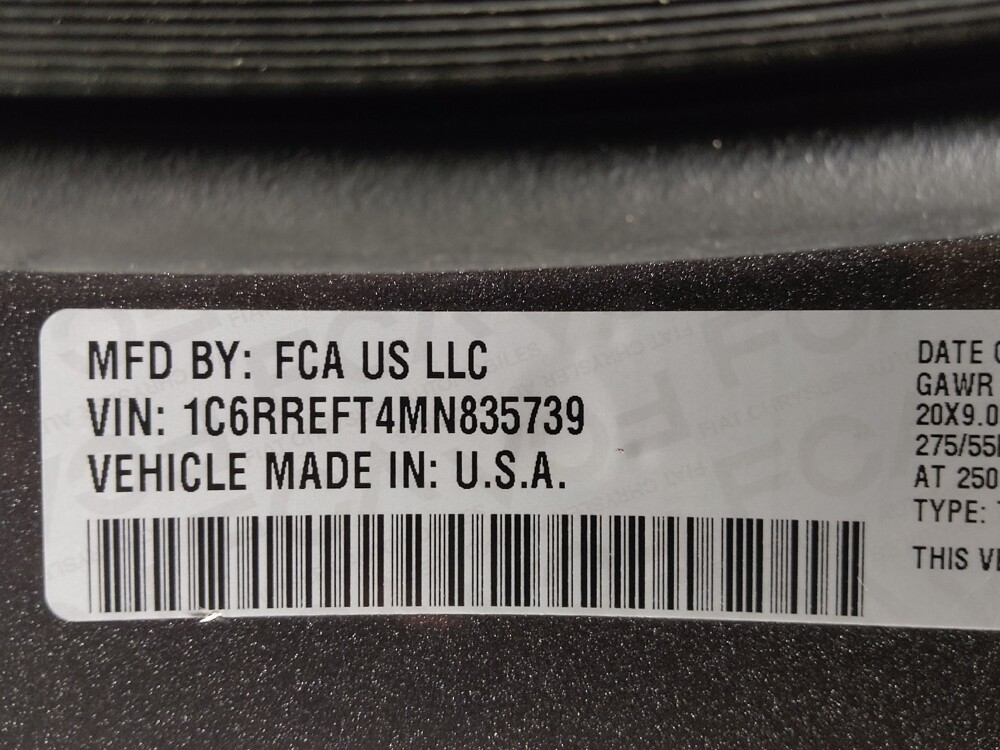 MFD BY: FCA US LLC
VIN: 1C6RREFT4MN835739
VEHICLE MADE IN: U.S.A.
DATE
GAWR
20X9.0
275/55
AT 250
TYPE:
THIS